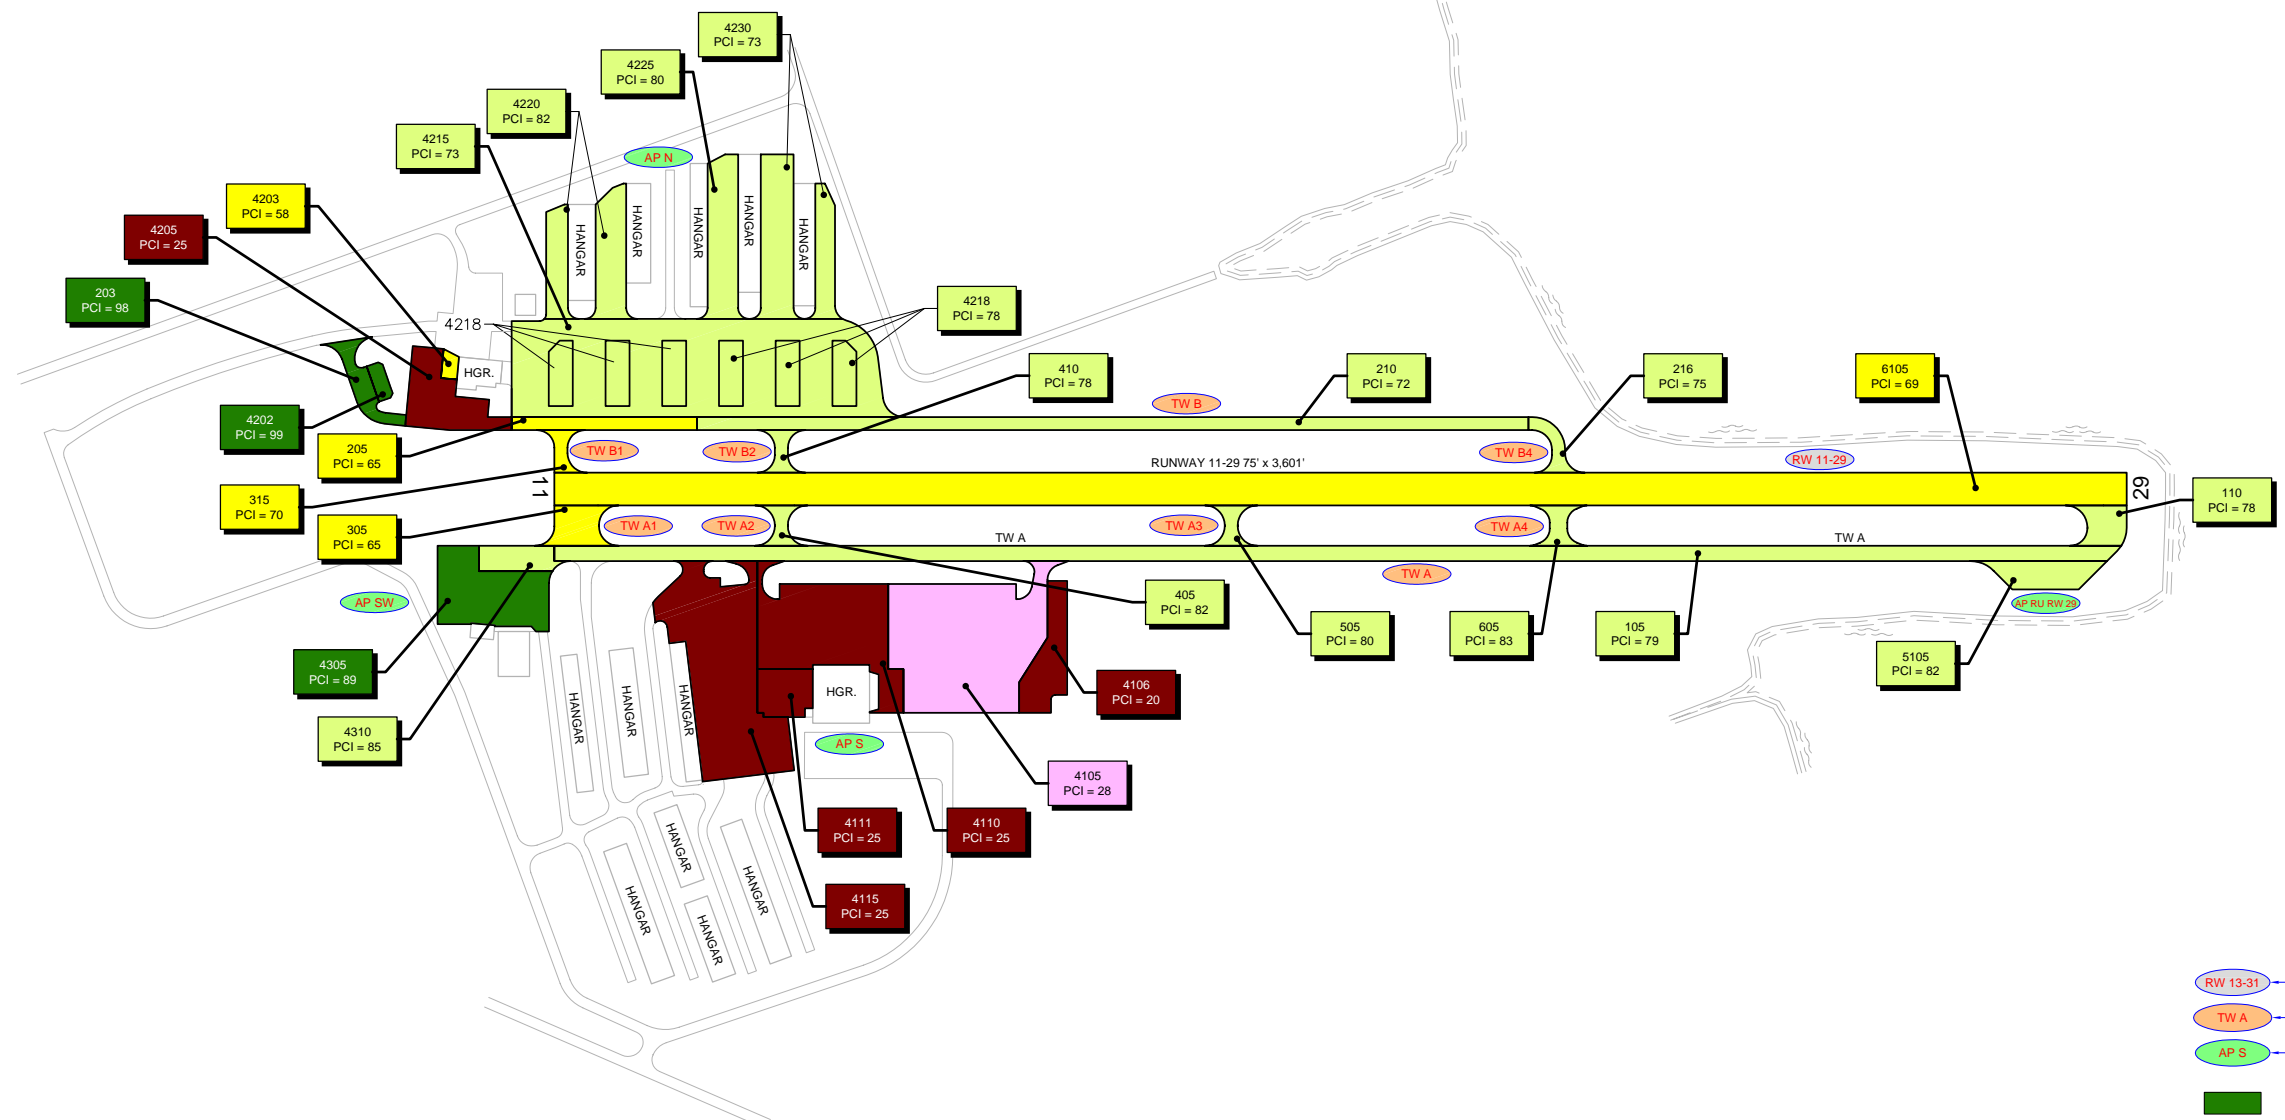 4230
PCI = 73
4225
PCI = 80
4220
PCI = 82
4215
PCI = 73
AP N
4203
PCI = 58
4205
PCI = 25
203
PCI = 98
HANGAR
HANGAR
HANGAR
HANGAR
HANGAR
4218
4218
PCI = 78
HGR.
410
PCI = 78
210
PCI = 72
216
PCI = 75
6105
PCI = 69
4202
PCI = 99
TW B
205
PCI = 65
TW B1
TW B2
TW B4
RUNWAY 11-29 75' x 3,601'
RW 11-29
11
29
315
PCI = 70
110
PCI = 78
305
PCI = 65
TW A1
TW A2
TW A3
TW A4
TW A
TW A
TW A
AP SW
AP RU RW 29
405
PCI = 82
505
PCI = 80
605
PCI = 83
105
PCI = 79
5105
PCI = 82
4305
PCI = 89
4310
PCI = 85
HANGAR
HANGAR
HANGAR
HGR.
4106
PCI = 20
AP S
4105
PCI = 28
4111
PCI = 25
4110
PCI = 25
4115
PCI = 25
HANGAR
HANGAR
HANGAR
HANGAR
RW 13-31
TW A
AP S